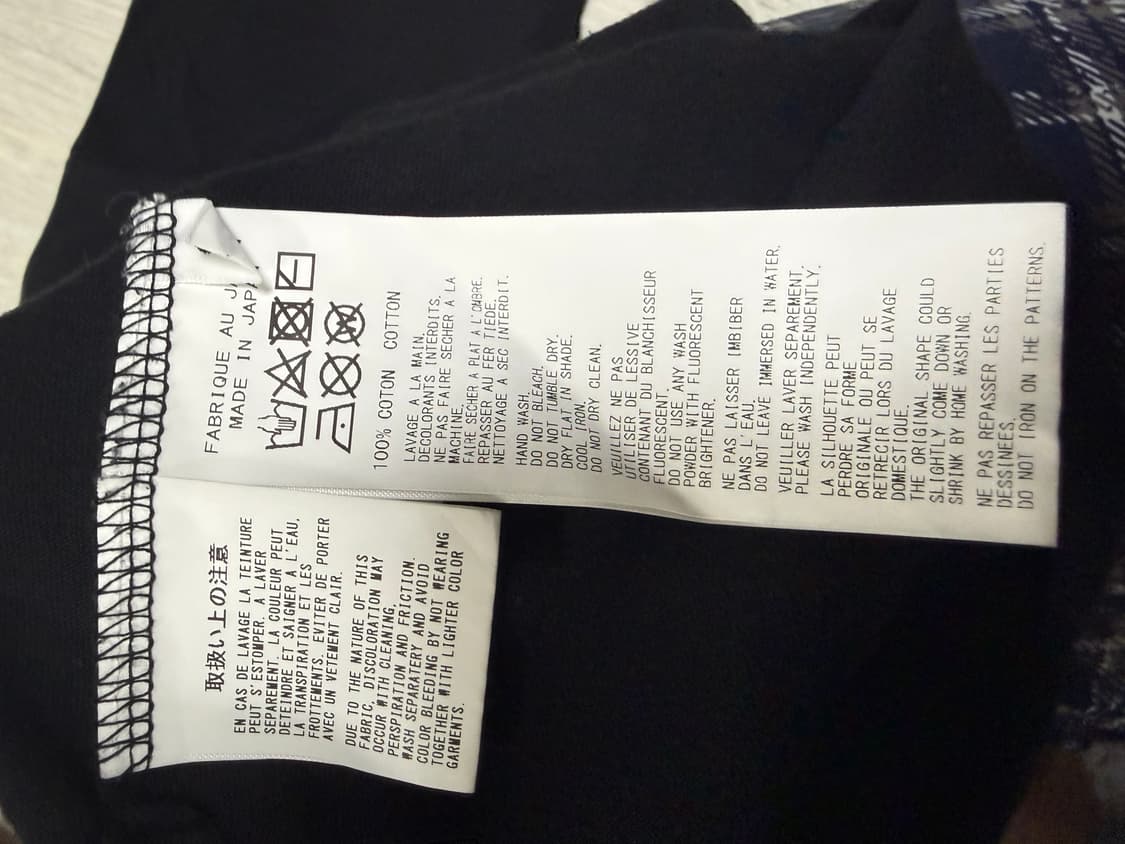 FABRIQUE AU
MADE IN JAP
100% COTON COTTON
LAVAGE A LA MAIN.
DECOLORANTS INTERDITS.
NE PAS FAIRE SECHER A LA
MACHINE.
FAIRE SECHER A PLAT A L'OMBRE.
REPASSER AU FER TIEDE.
NETTOYAGE A SEC INTERDIT.
HAND WASH.
DO NOT BLEACH.
DO NOT TUMBLE DRY.
DRY FLAT IN SHADE.
COOL IRON.
DO NOT DRY CLEAN.
VEUILLEZ NE PAS
UTILISER DE LESSIVE
CONTENANT DU BLANCHISSEUR
FLUORESCENT.
DO NOT USE ANY WASH
POWDER WITH FLUORESCENT
BRIGHTENER.
NE PAS LAISSER IMBIBER
DANS L'EAU.
DO NOT LEAVE IMMERSED IN WATER.
VEUILLER LAVER SEPAREMENT.
PLEASE WASH INDEPENDENTLY.
LA SILHOUETTE PEUT
PERDRE SA FORME
ORIGINALE OU PEUT SE
RETRECIR LORS DU LAVAGE
DOMESTIQUE.
THE ORIGINAL SHAPE COULD
SLIGHTLY COME DOWN OR
SHRINK BY HOME WASHING.
NE PAS REPASSER LES PARTIES
DESSINEES.
DO NOT IRON ON THE PATTERNS.
取扱い上の注意
EN CAS DE LAVAGE LA TEINTURE
PEUT S'ESTOMPER. A LAVER
SEPAREMENT. LA COULEUR PEUT
DETEINDRE ET SAIGNER A L'EAU,
LA TRANSPIRATION ET LES
FROTTEMENTS. EVITER DE PORTER
AVEC UN VETEMENT CLAIR.
DUE TO THE NATURE OF THIS
FABRIC, DISCOLORATION MAY
OCCUR WITH CLEANING,
PERSPIRATION AND FRICTION.
WASH SEPARATERY AND AVOID
COLOR BLEEDING BY NOT WEARING
TOGETHER WITH LIGHTER COLOR
GARMENTS.